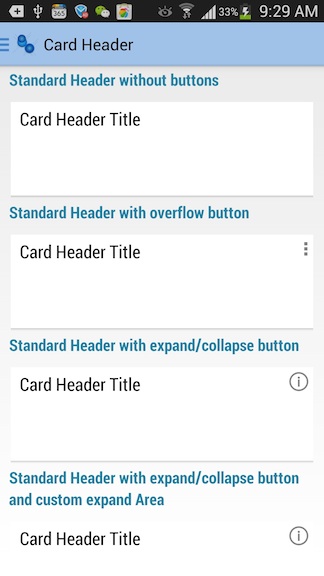 365 33% 9:29 AM
Card Header
Standard Header without buttons
Card Header Title
Standard Header with overflow button
Card Header Title
Standard Header with expand/collapse button
Card Header Title
Standard Header with expand/collapse button
and custom expand Area
Card Header Title